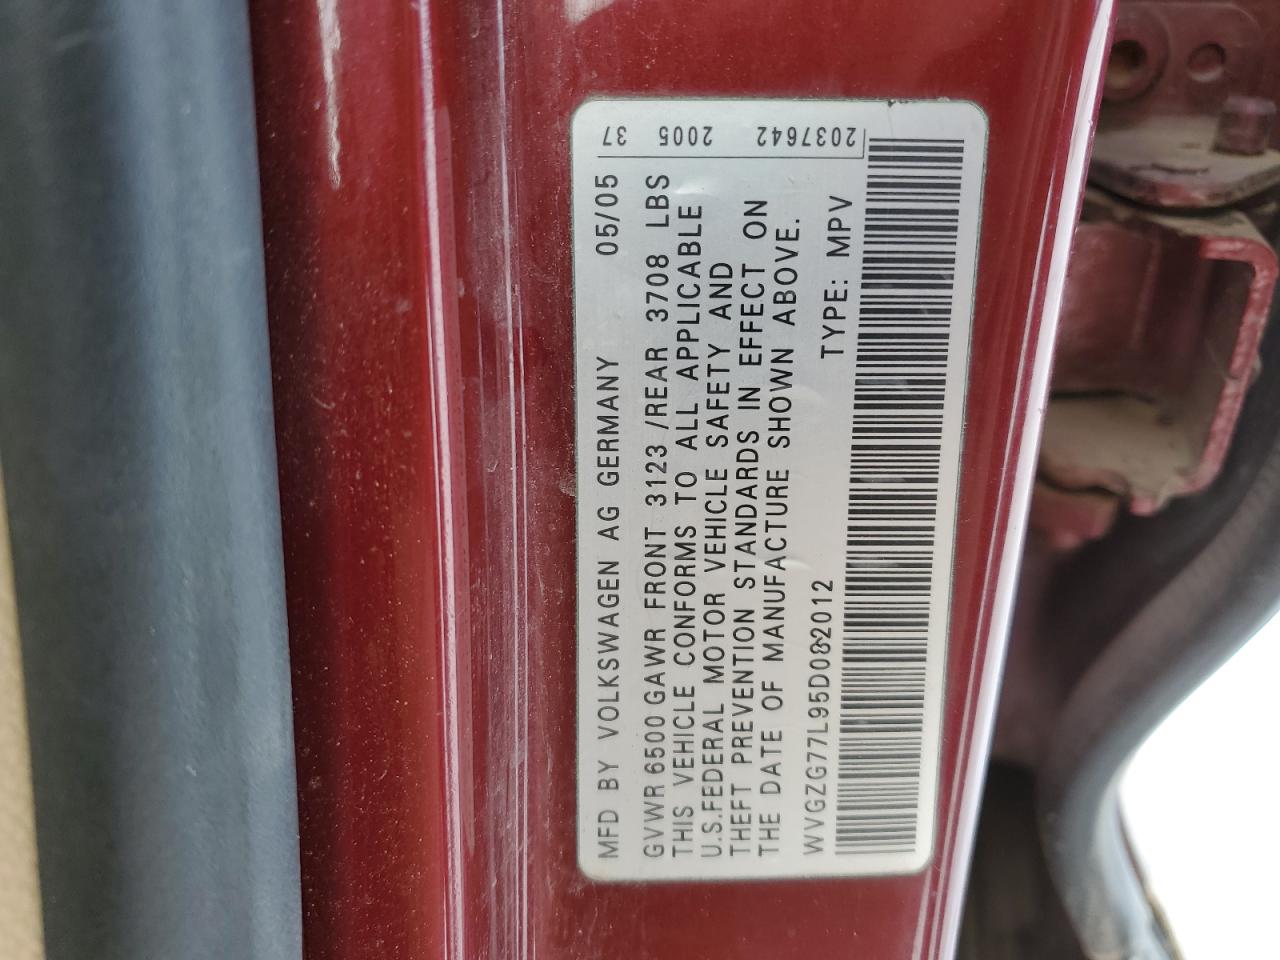 MFD BY VOLKSWAGEN AG GERMANY 05/05
GVWR 6500 GAWR FRONT 3123 /REAR 3708 LBS
THIS VEHICLE CONFORMS TO ALL APPLICABLE
U.S.FEDERAL MOTOR VEHICLE SAFETY AND
THEFT PREVENTION STANDARDS IN EFFECT ON
THE DATE OF MANUFACTURE SHOWN ABOVE.
WVGZG77L95D082012 TYPE: MPV
37 2005 2037642